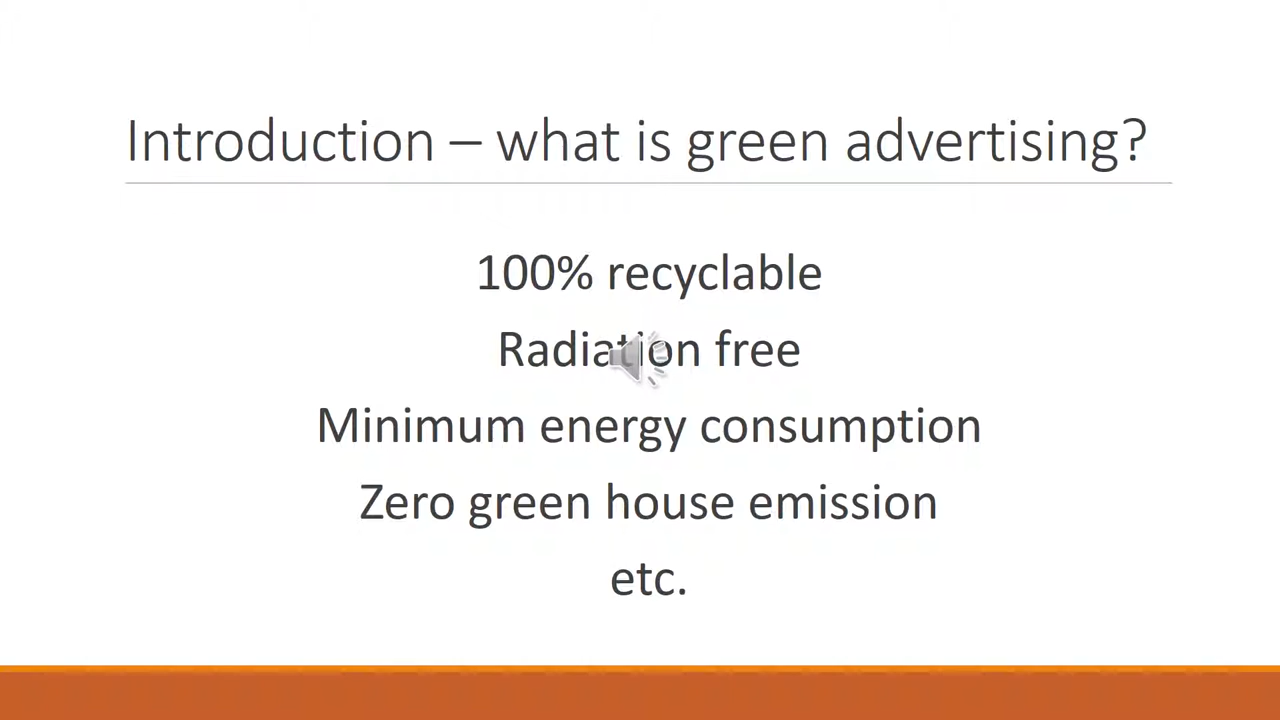 Introduction – what is green advertising?
100% recyclable
Radiation free
Minimum energy consumption
Zero green house emission
etc.